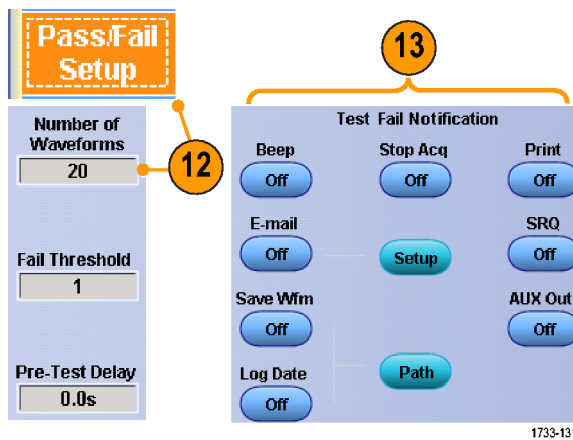 Pass/Fail
Setup
13
Number of
Waveforms
20
12
Fail Threshold
1
Pre-Test Delay
0.0s
Test Fail Notification
Beep
Stop Acq
Print
Off
Off
Off
E-mail
SRQ
Off
Setup
Off
Save Wfm
AUX Out
Off
Off
Log Date
Path
Off
1733-131